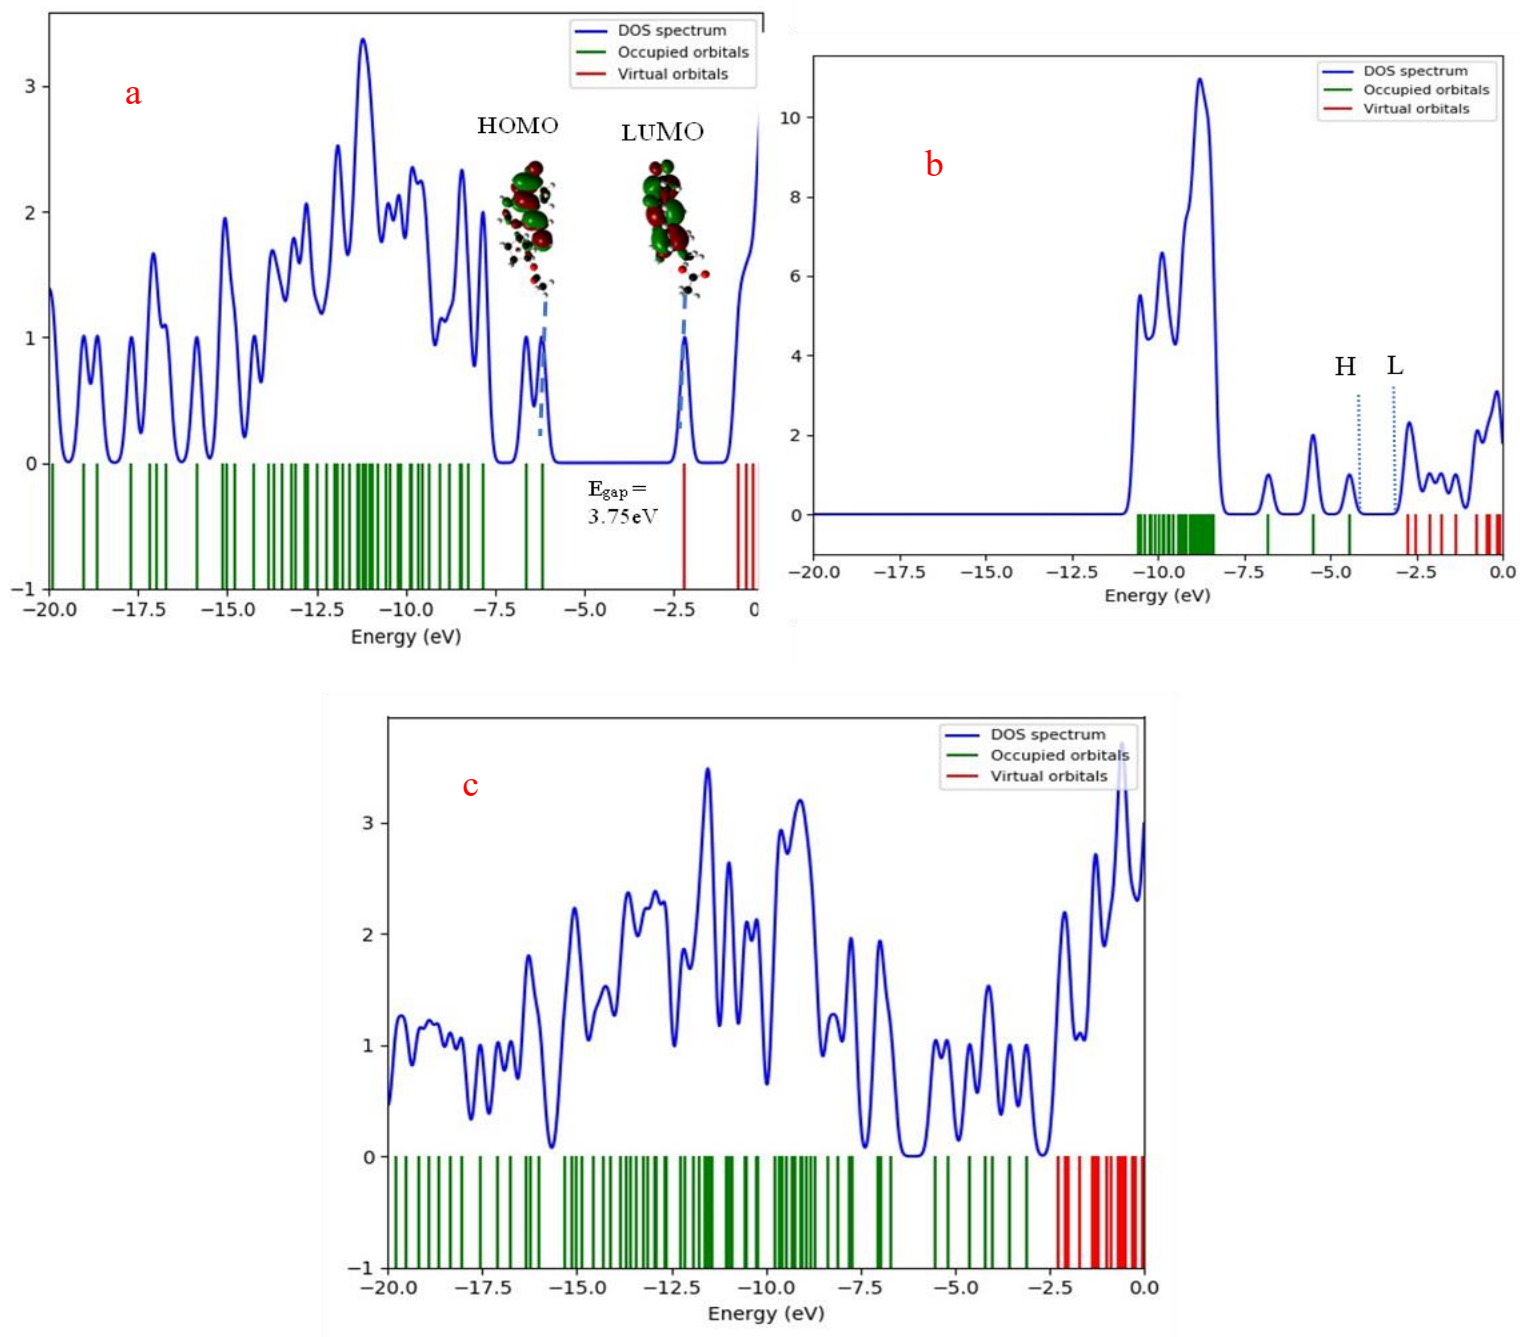 DOS spectrum
Occupied orbitals
Virtual orbitals
a
HOMO
LUMO
3
2
1
0
−1
Egap =
3.75eV
−20.0 −17.5 −15.0 −12.5 −10.0 −7.5 −5.0 −2.5 0
Energy (eV)
DOS spectrum
Occupied orbitals
Virtual orbitals
b
H L
10
8
6
4
2
0
−20.0 −17.5 −15.0 −12.5 −10.0 −7.5 −5.0 −2.5 0.0
Energy (eV)
DOS spectrum
Occupied orbitals
Virtual orbitals
c
3
2
1
0
−1
−20.0 −17.5 −15.0 −12.5 −10.0 −7.5 −5.0 −2.5 0.0
Energy (eV)